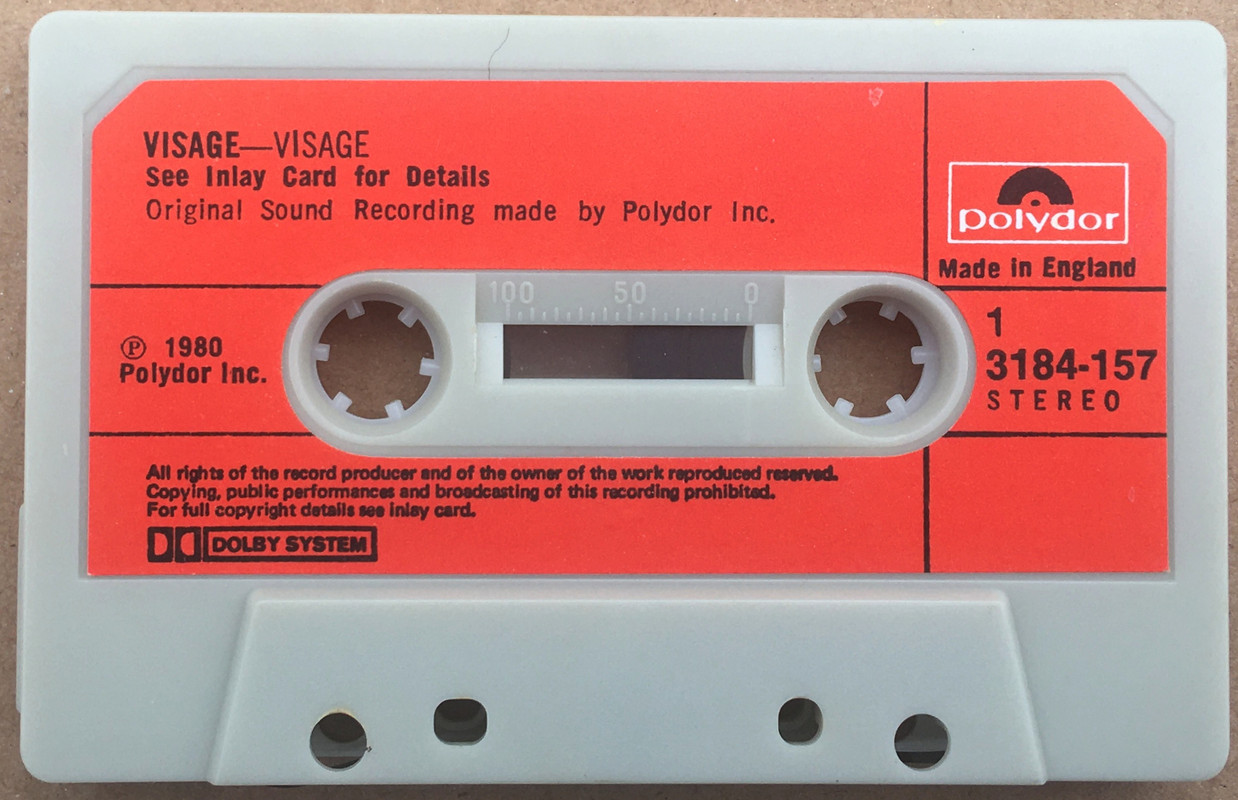 VISAGE—VISAGE
See Inlay Card for Details
Original Sound Recording made by Polydor Inc.
polydor
Made in England
100 50 0
℗ 1980
Polydor Inc.
1
3184-157
STEREO
All rights of the record producer and of the owner of the work reproduced reserved.
Copying, public performances and broadcasting of this recording prohibited.
For full copyright details see inlay card.
DOLBY SYSTEM